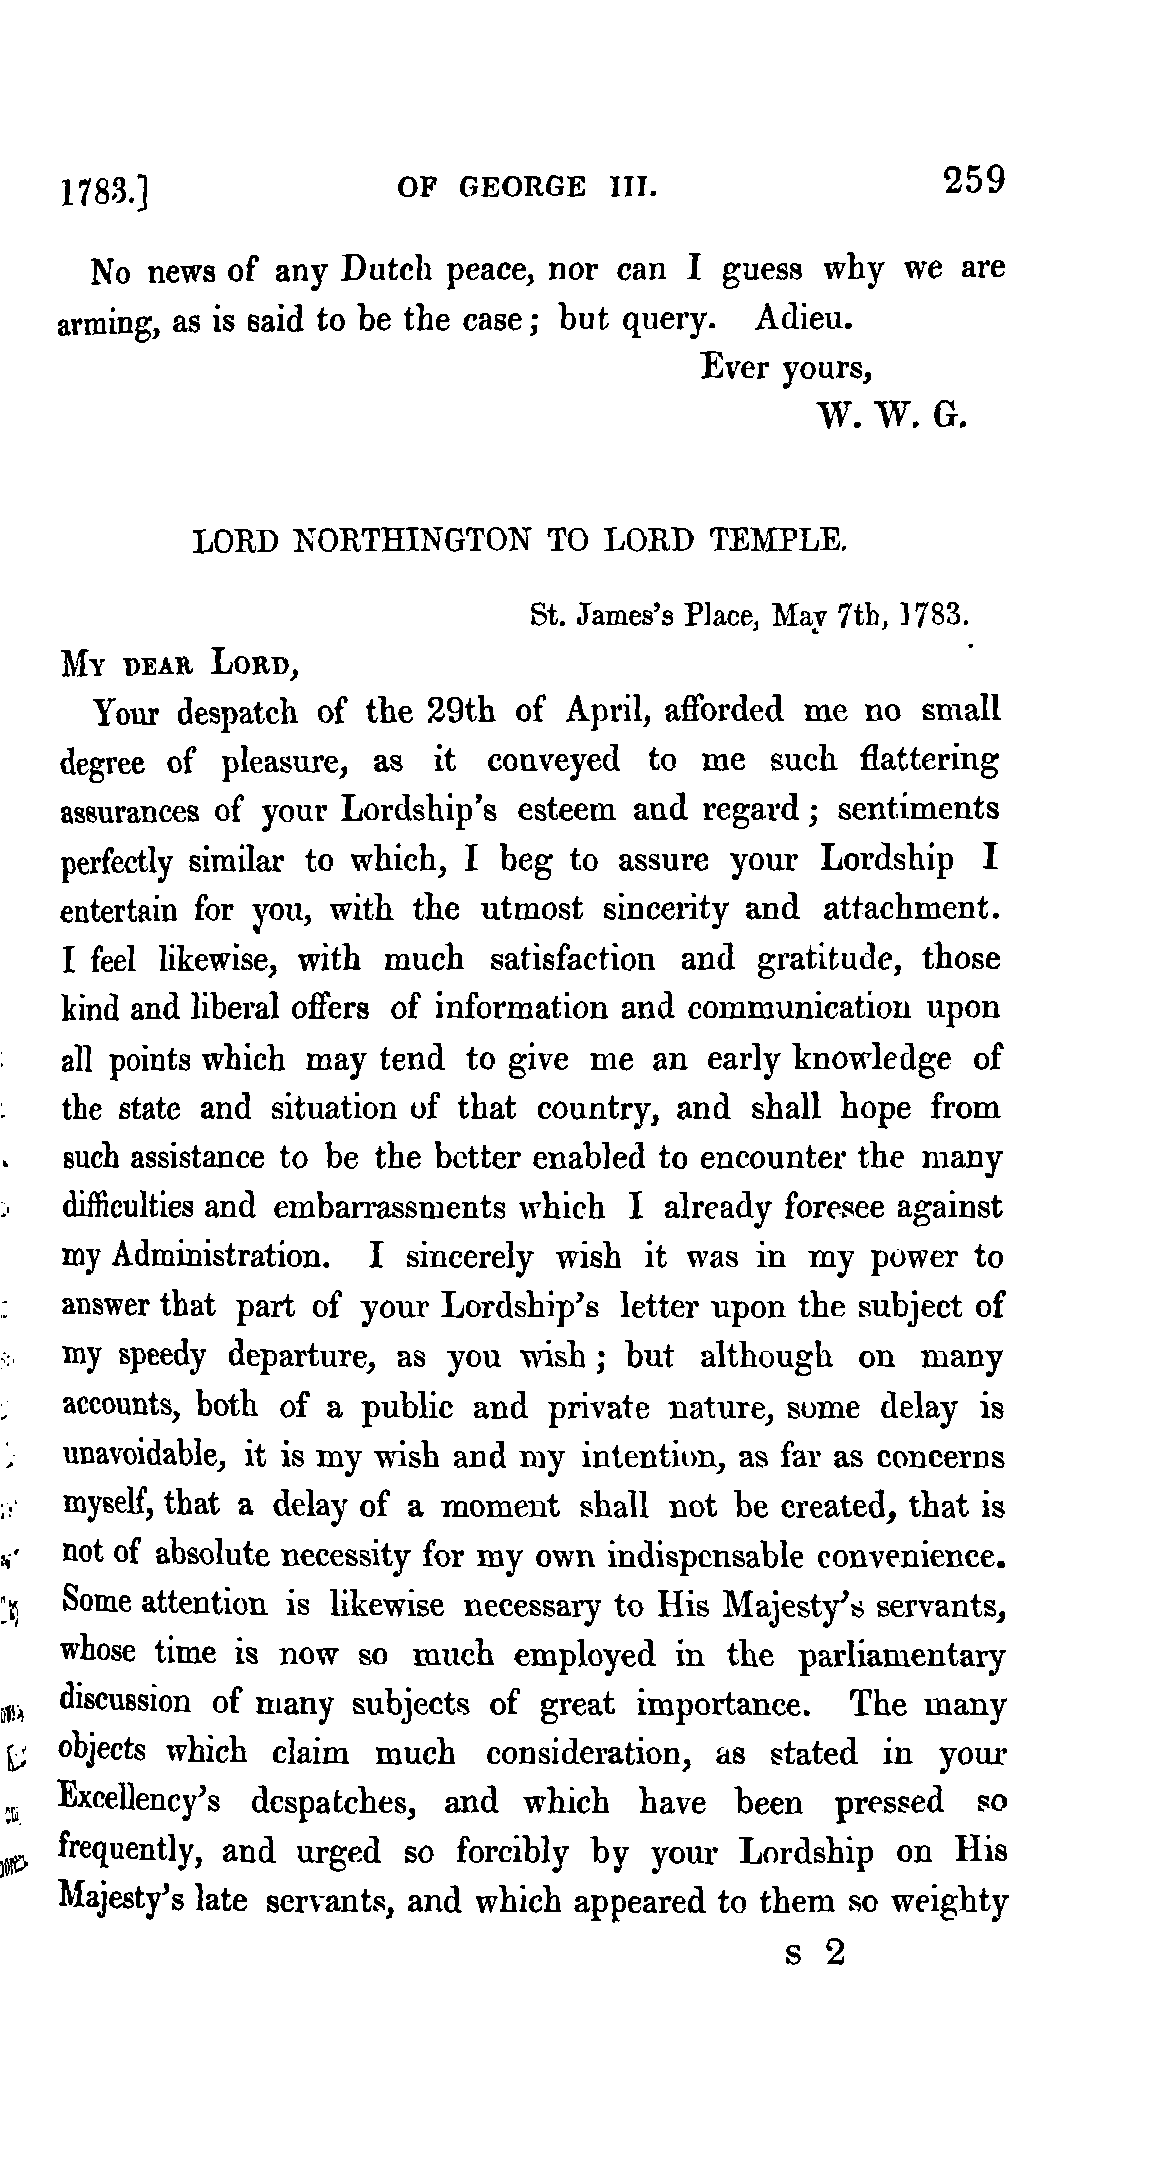 1783.] OF GEORGE III. 259
No news of any Dutch peace, nor can I guess why we are
arming, as is said to be the case; but query. Adieu.
Ever yours,
W. W. G.
LORD NORTHINGTON TO LORD TEMPLE.
St. James's Place, May 7th, 1783.
My dear Lord,
Your despatch of the 29th of April, afforded me no small
degree of pleasure, as it conveyed to me such flattering
assurances of your Lordship's esteem and regard; sentiments
perfectly similar to which, I beg to assure your Lordship I
entertain for you, with the utmost sincerity and attachment.
I feel likewise, with much satisfaction and gratitude, those
kind and liberal offers of information and communication upon
all points which may tend to give me an early knowledge of
the state and situation of that country, and shall hope from
such assistance to be the better enabled to encounter the many
difficulties and embarrassments which I already foresee against
my Administration. I sincerely wish it was in my power to
answer that part of your Lordship's letter upon the subject of
my speedy departure, as you wish; but although on many
accounts, both of a public and private nature, some delay is
unavoidable, it is my wish and my intention, as far as concerns
myself, that a delay of a moment shall not be created, that is
not of absolute necessity for my own indispensable convenience.
Some attention is likewise necessary to His Majesty's servants,
whose time is now so much employed in the parliamentary
discussion of many subjects of great importance. The many
objects which claim much consideration, as stated in your
Excellency's despatches, and which have been pressed so
frequently, and urged so forcibly by your Lordship on His
Majesty's late servants, and which appeared to them so weighty
S 2